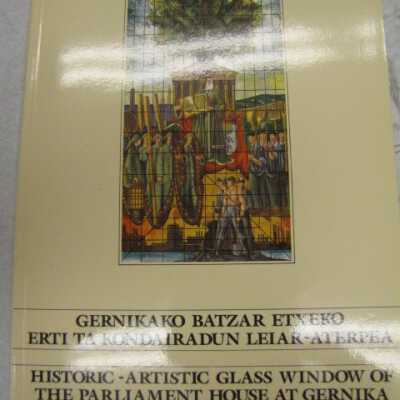 GERNIKAKO BATZAR ETXEKO
ERTI TA KONDAIRADUN LEIAR-ATERPEA
HISTORIC-ARTISTIC GLASS WINDOW OF
THE PARLIAMENT HOUSE AT GERNIKA